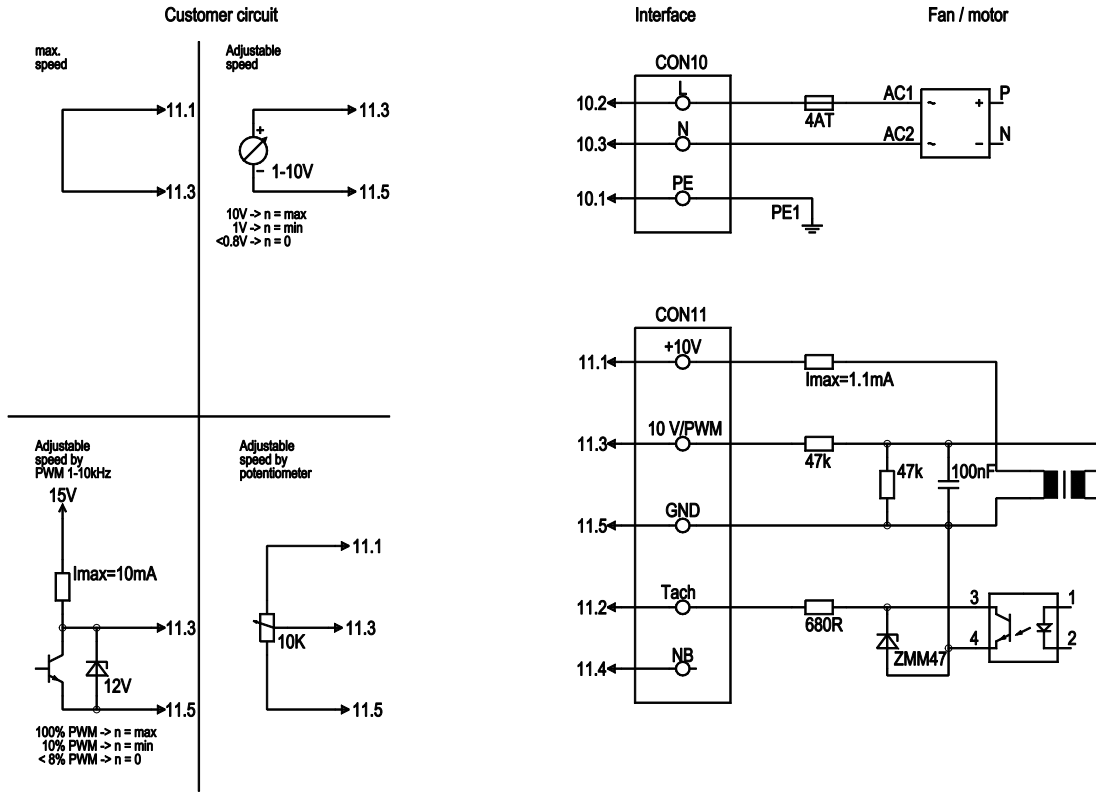 Customer circuit
Interface
Fan / motor
max.
speed
11.1
11.3
Adjustable
speed
11.3
+
1-10V
−
11.5
10V -> n = max
1V -> n = min
<0.8V -> n = 0
CON10
10.2
L
4AT
AC1
~
+
P
10.3
N
AC2
~
−
N
10.1
PE
PE1
Adjustable
speed by
PWM 1-10kHz
15V
Imax=10mA
11.3
12V
11.5
100% PWM -> n = max
10% PWM -> n = min
< 8% PWM -> n = 0
Adjustable
speed by
potentiometer
11.1
11.3
10K
11.5
CON11
11.1
+10V
Imax=1.1mA
11.3
10 V/PWM
47k
47k
100nF
11.5
GND
11.2
Tach
680R
ZMM47
3
4
1
2
11.4
NB